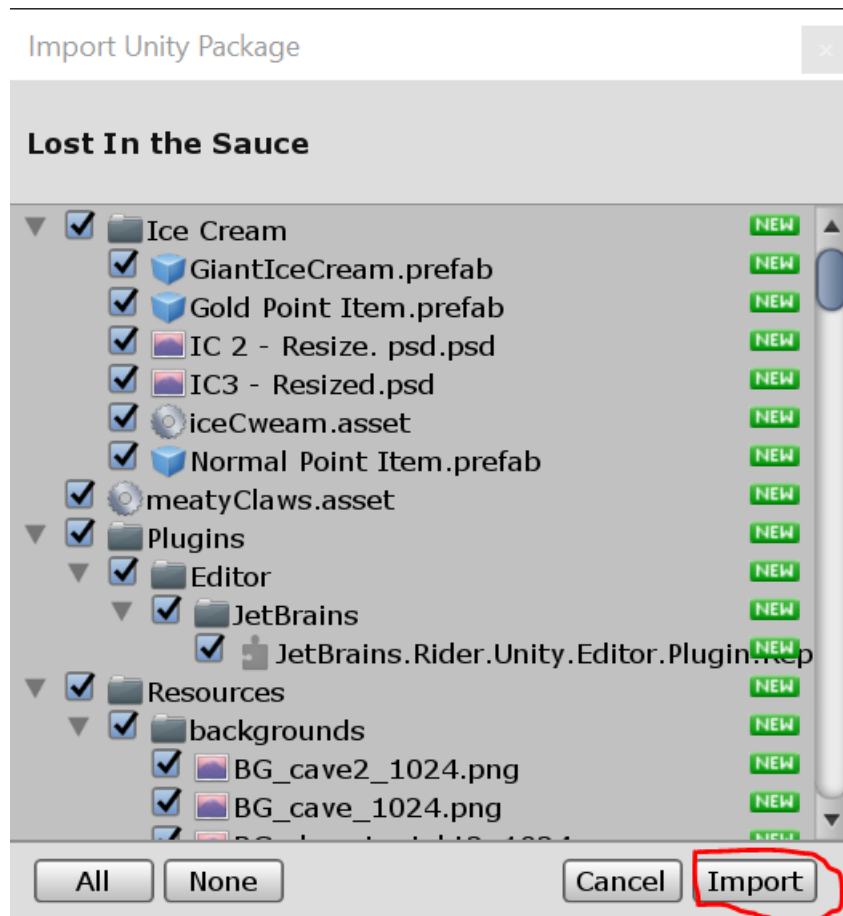 Import Unity Package
x
Lost In the Sauce
Ice Cream NEW
GiantIceCream.prefab NEW
Gold Point Item.prefab NEW
IC 2 - Resize. psd.psd NEW
IC3 - Resized.psd NEW
iceCweam.asset NEW
Normal Point Item.prefab NEW
meatyClaws.asset NEW
Plugins NEW
Editor NEW
JetBrains NEW
JetBrains.Rider.Unity.Editor.Plugin. NEW
Resources NEW
backgrounds NEW
BG_cave2_1024.png NEW
BG_cave_1024.png NEW
NEW
All None Cancel Import